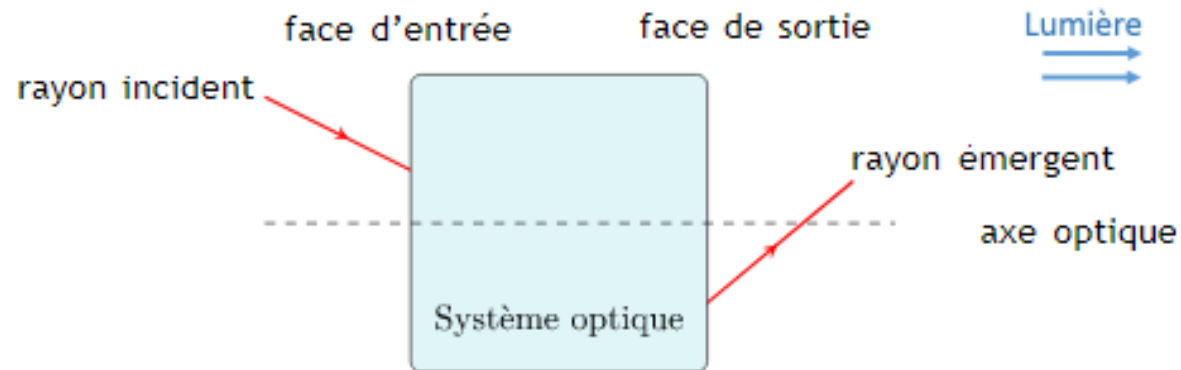 face d'entrée
face de sortie
Lumière
rayon incident
rayon émergent
axe optique
Système optique